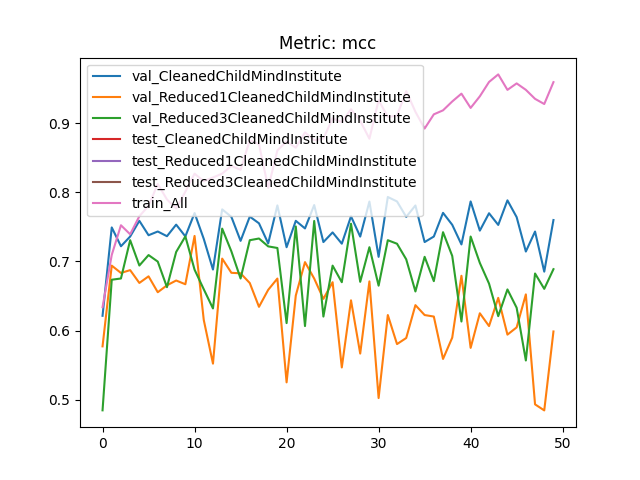 Metric: mcc
val_CleanedChildMindInstitute
val_Reduced1CleanedChildMindInstitute
val_Reduced3CleanedChildMindInstitute
test_CleanedChildMindInstitute
test_Reduced1CleanedChildMindInstitute
test_Reduced3CleanedChildMindInstitute
train_All
0.9
0.8
0.7
0.6
0.5
0 10 20 30 40 50